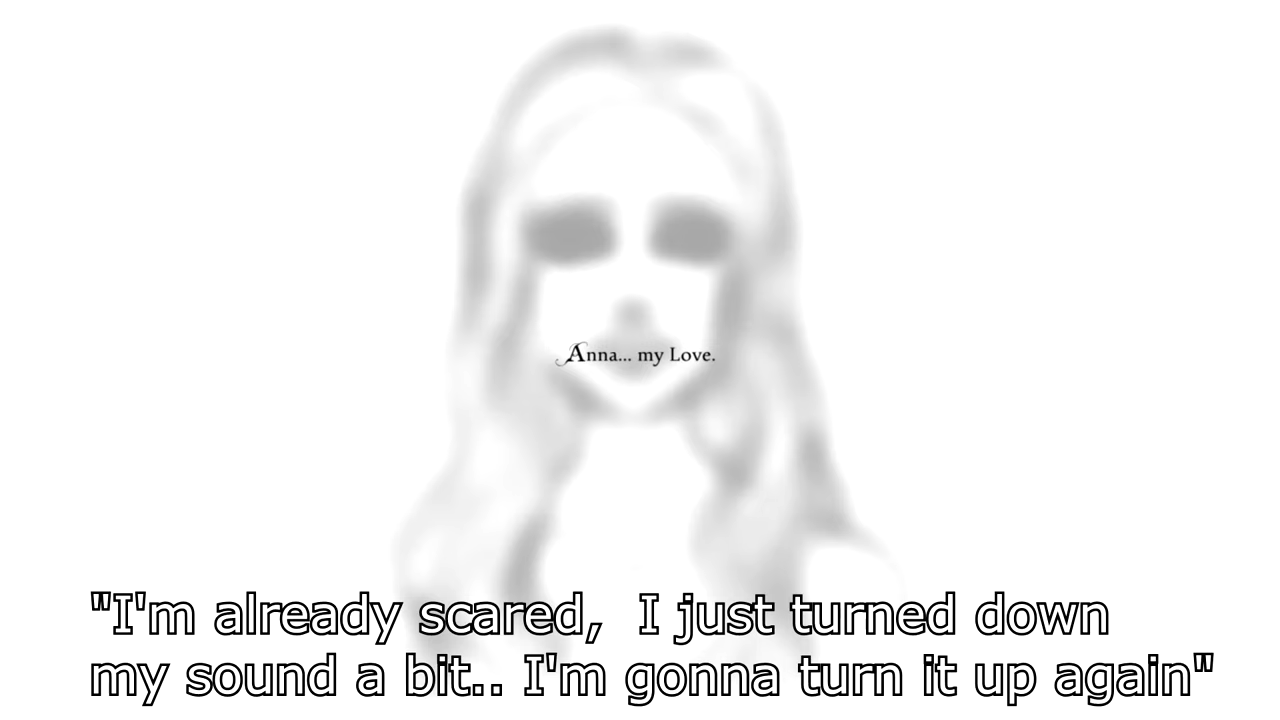 Anna... my Love.
"I'm already scared,  I just turned down
my sound a bit.. I'm gonna turn it up again"